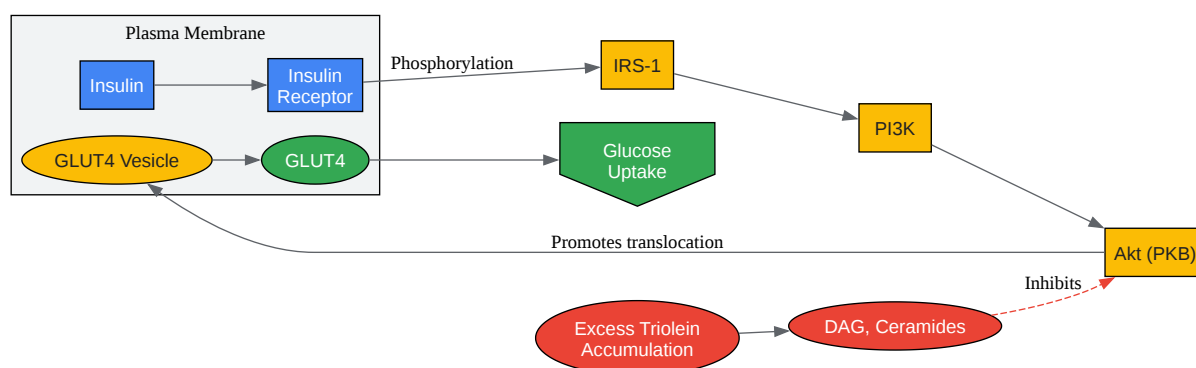 Plasma Membrane
Insulin
Insulin
Receptor
Phosphorylation
IRS-1
PI3K
GLUT4 Vesicle
GLUT4
Glucose
Uptake
Promotes translocation
Akt (PKB)
Inhibits
Excess Triolein
Accumulation
DAG, Ceramides